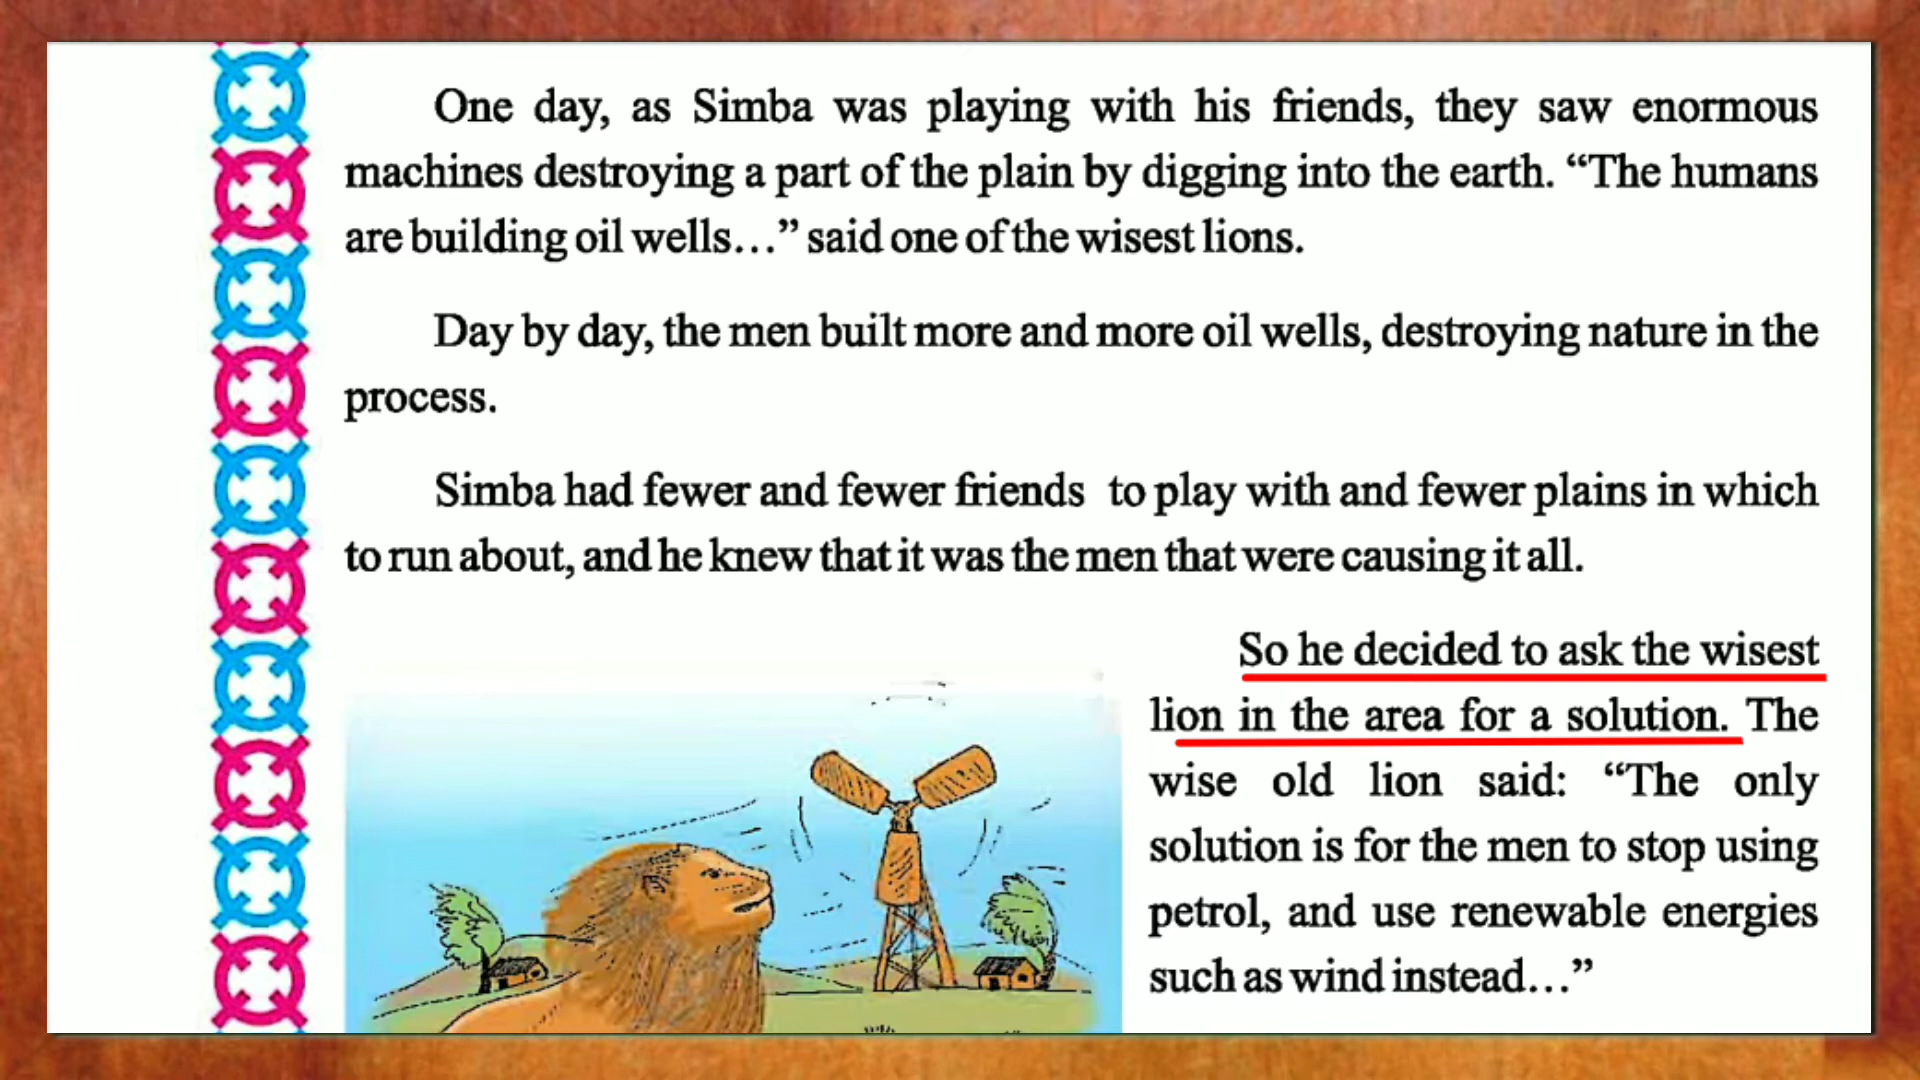 One day, as Simba was playing with his friends, they saw enormous
machines destroying a part of the plain by digging into the earth. “The humans
are building oil wells…” said one of the wisest lions.
Day by day, the men built more and more oil wells, destroying nature in the
process.
Simba had fewer and fewer friends to play with and fewer plains in which
to run about, and he knew that it was the men that were causing it all.
So he decided to ask the wisest
lion in the area for a solution. The
wise old lion said: “The only
solution is for the men to stop using
petrol, and use renewable energies
such as wind instead…”